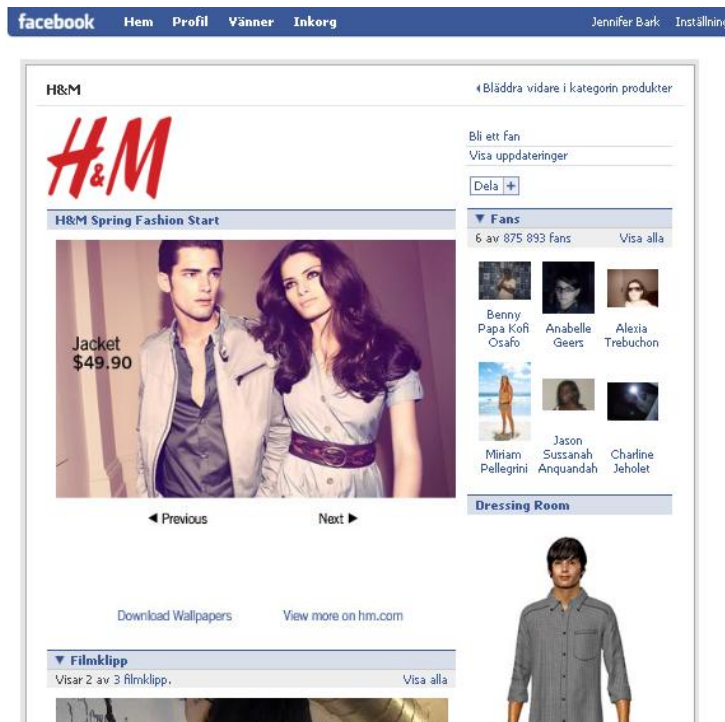 facebook Hem Profil Vänner Inkorg Jennifer Bark Inställning
H&M
Bläddra vidare i kategorin produkter
H&M
H&M Spring Fashion Start
Jacket
$49.90
◄ Previous Next ►
Download Wallpapers View more on hm.com
▼ Filmklipp
Visar 2 av 3 filmklipp. Visa alla
Bli ett fan
Visa uppdateringer
Dela +
▼ Fans
6 av 875 893 fans Visa alla
Benny
Papa Kofi
Osafo
Anabelle
Geers
Alexia
Trebuchon
Miriam
Pellegrini
Jason
Sussanah
Anquandah
Charline
Jeholet
Dressing Room